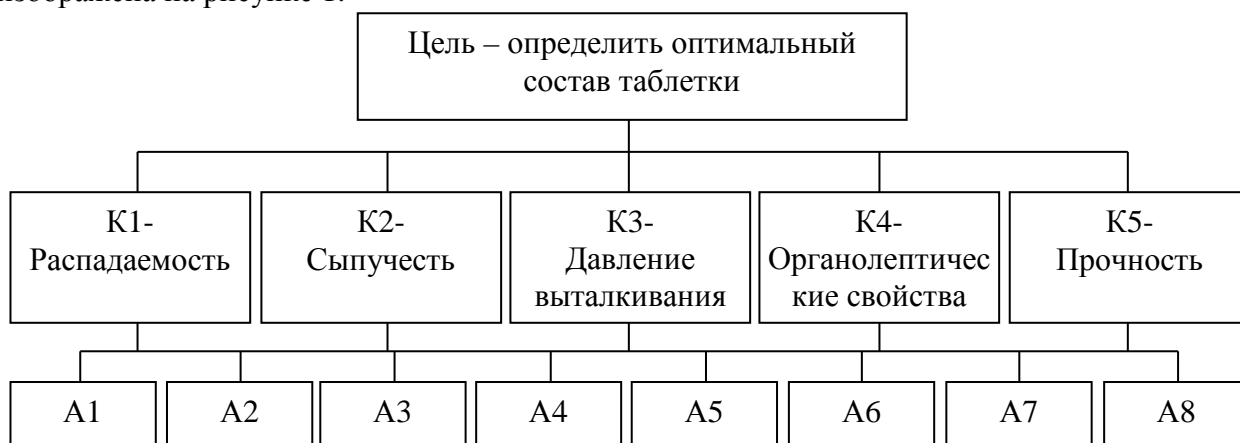 изображена на рисунке 1.
Цель – определить оптимальный
состав таблетки
К1-
Распадаемость
К2-
Сыпучесть
К3-
Давление
выталкивания
К4-
Органолептичес
кие свойства
К5-
Прочность
А1
А2
А3
А4
А5
А6
А7
А8